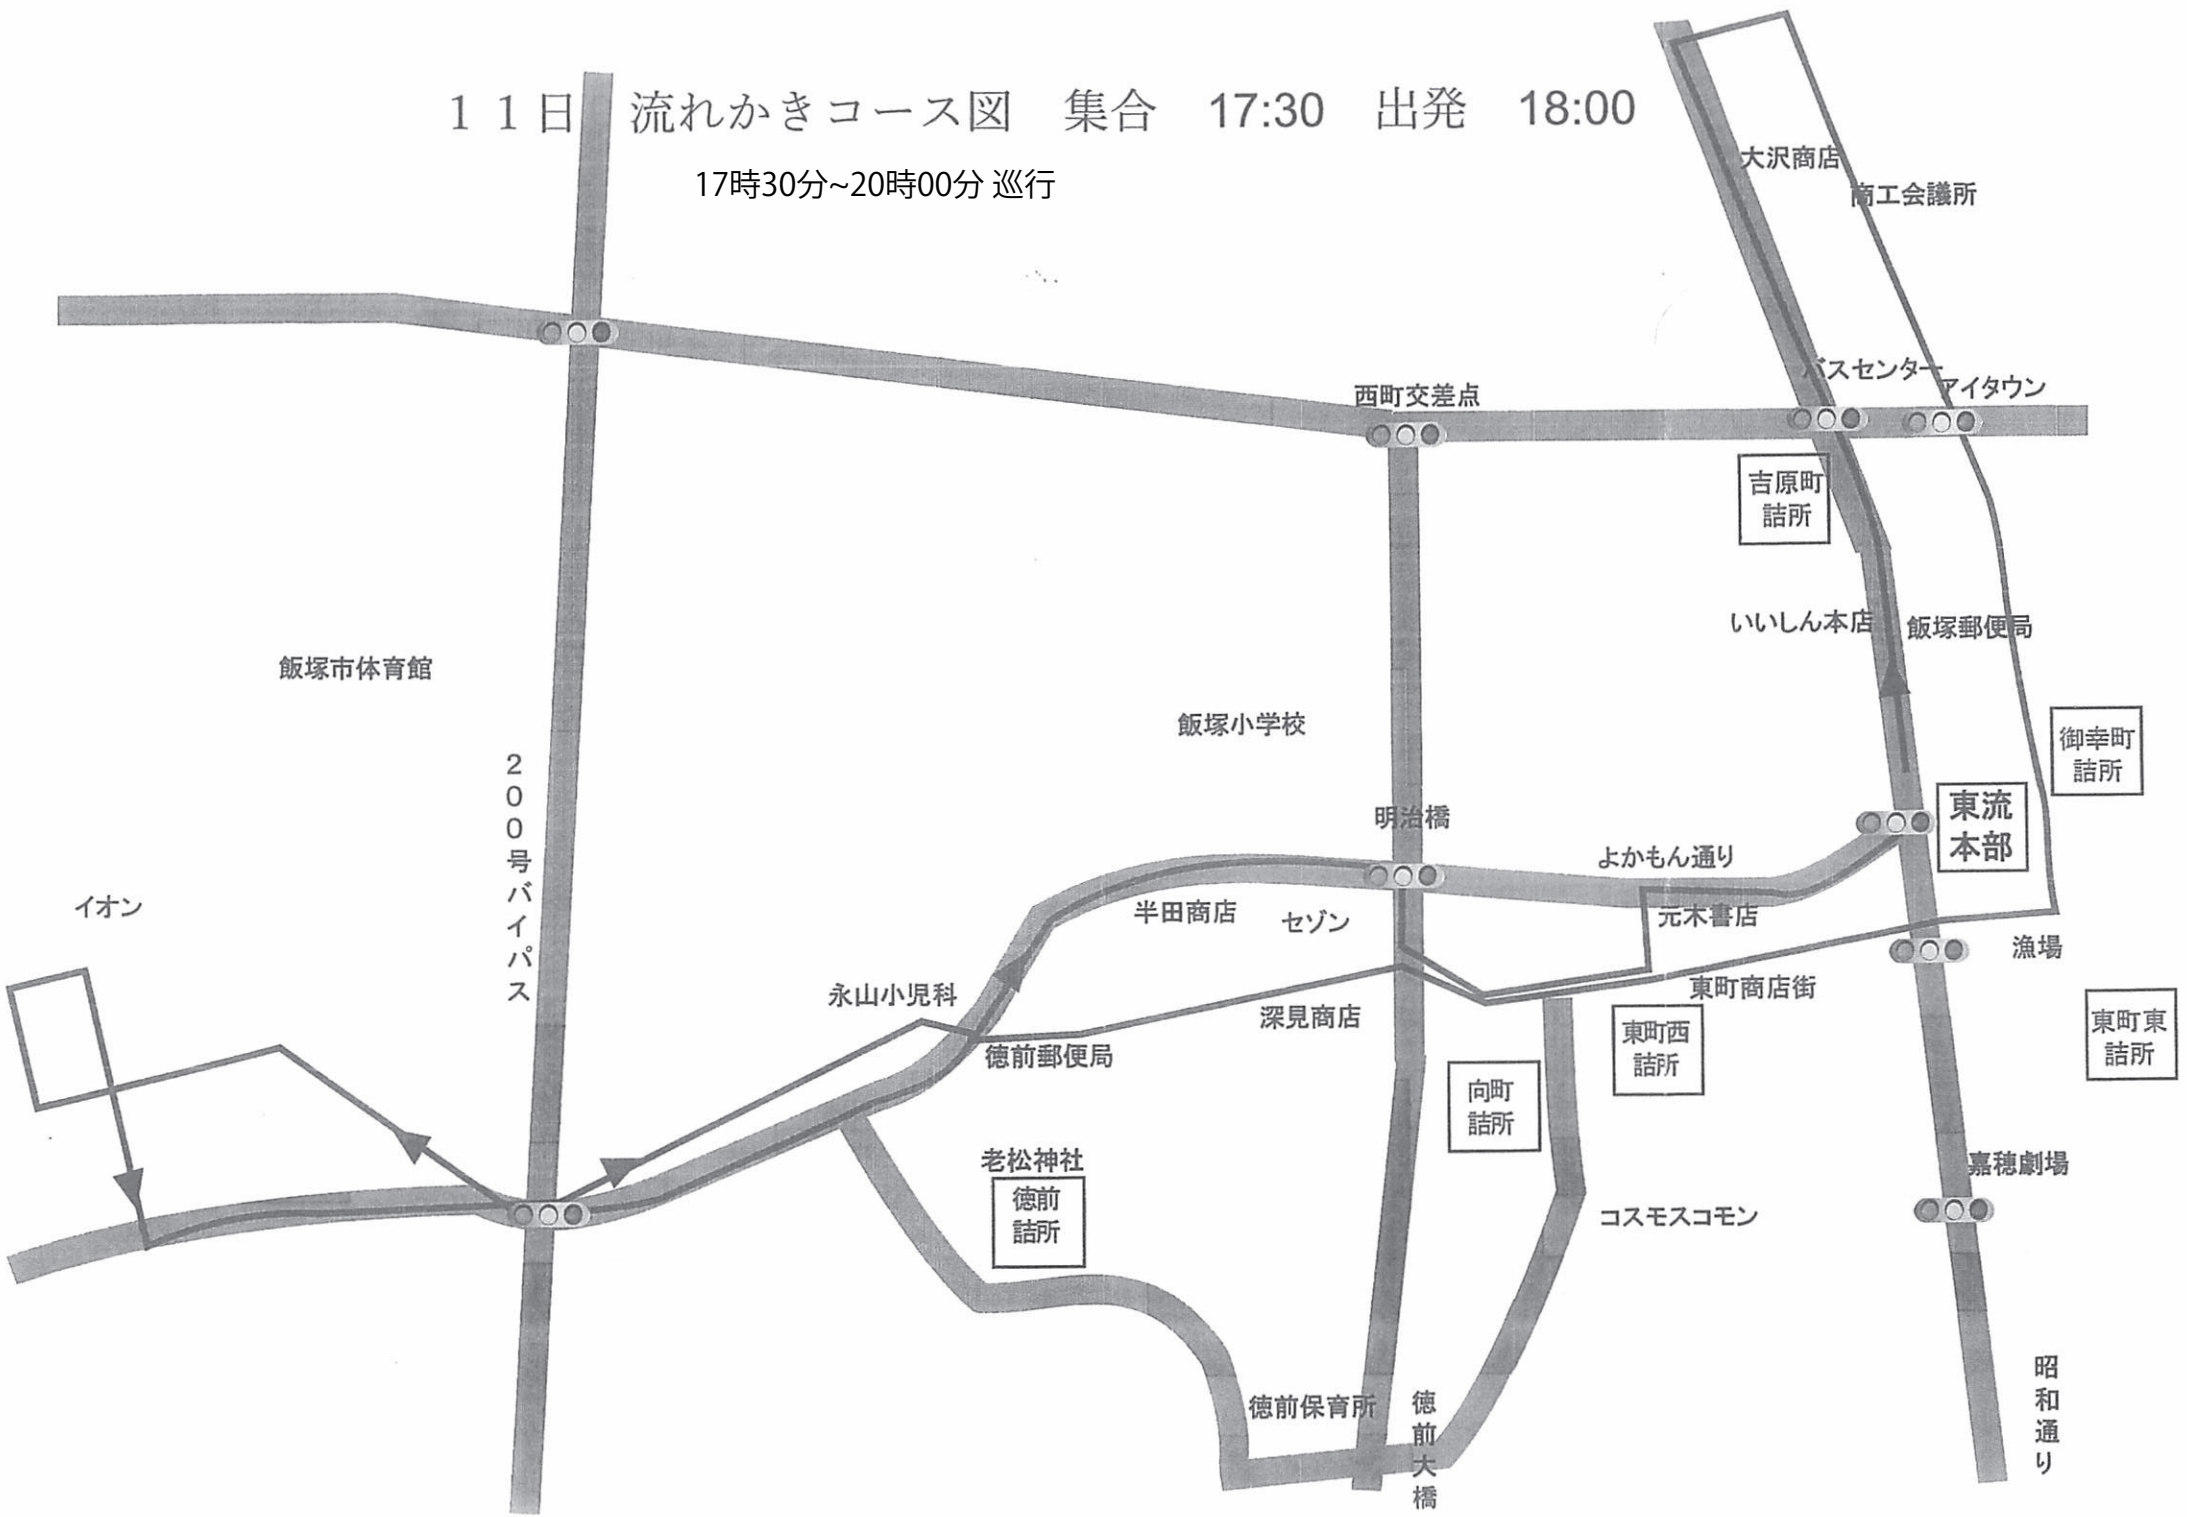 １１日　流れかきコース図　集合　17:30　出発　18:00
17時30分~20時00分 巡行
大沢商店
商工会議所
バスセンター
アイタウン
西町交差点
吉原町
詰所
いいしん本店
飯塚郵便局
飯塚市体育館
飯塚小学校
御幸町
詰所
２００号バイパス
明治橋
東流
本部
よかもん通り
イオン
半田商店
セゾン
元木書店
漁場
永山小児科
深見商店
東町商店街
徳前郵便局
東町西
詰所
東町東
詰所
向町
詰所
老松神社
徳前
詰所
嘉穂劇場
コスモスコモン
徳前保育所
徳前大橋
昭和通り